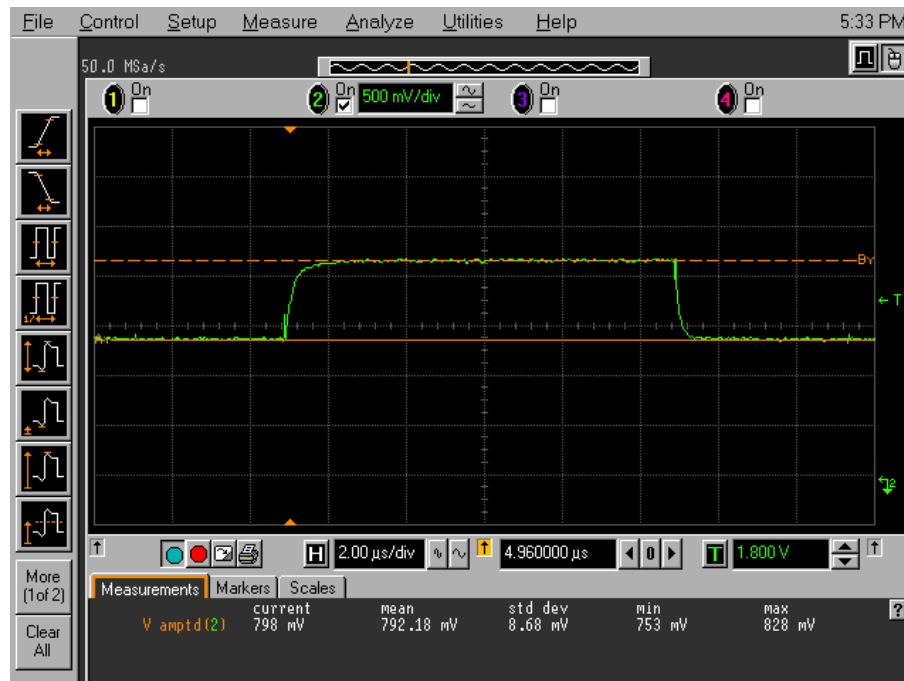 File Control Setup Measure Analyze Utilities Help 5:33 PM
50.0 MSa/s
1 On 2 On 500 mV/div 3 On 4 On
By
T
2
H 2.00 µs/div 4.960000 µs 0 T 1.800 V
More
(1of 2)
Clear
All
Measurements Markers Scales
current mean std dev min max
V amptd(2) 798 mV 792.18 mV 8.68 mV 753 mV 828 mV
?